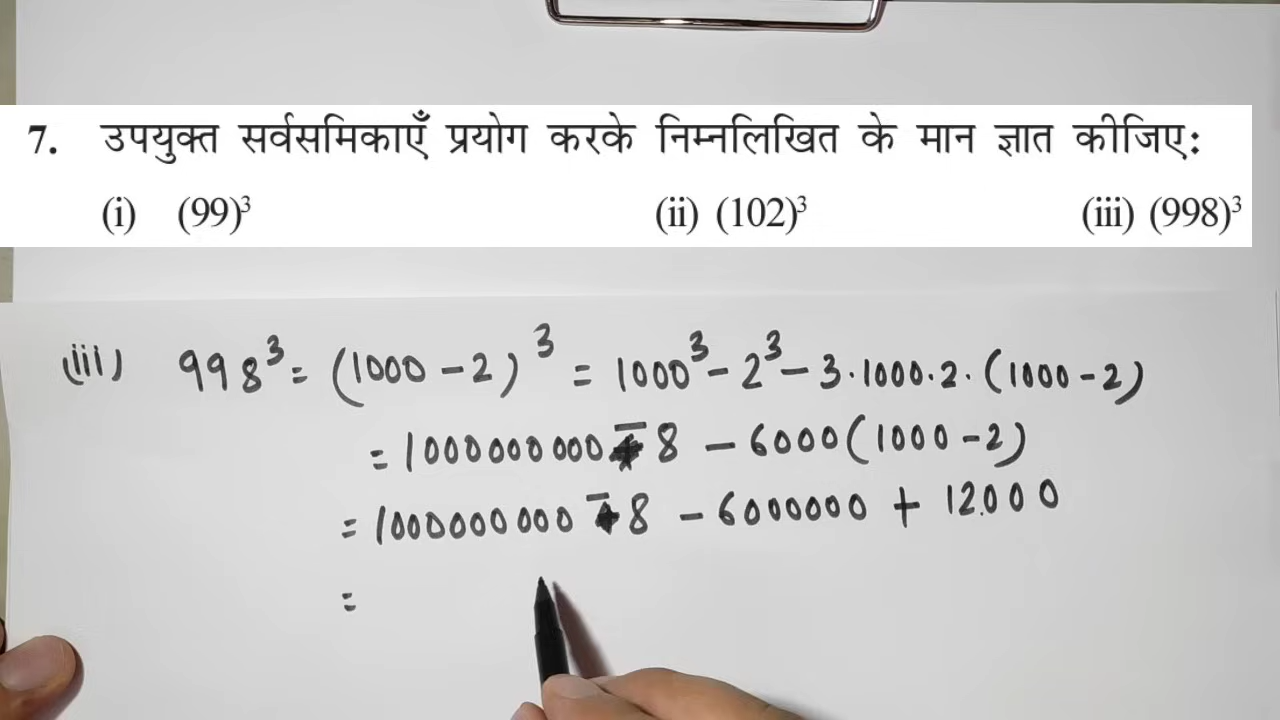 7. उपयुक्त सर्वसमिकाएँ प्रयोग करके निम्नलिखित के मान ज्ञात कीजिए:
(i) (99)³ (ii) (102)³ (iii) (998)³
(iii) 998³ = (1000 - 2)³ = 1000³ - 2³ - 3·1000·2·(1000 - 2)
= 1000000000 - 8 - 6000(1000 - 2)
= 1000000000 - 8 - 6000000 + 12000
=